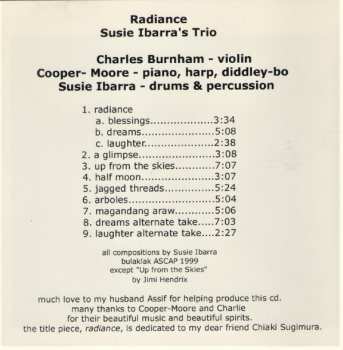 Radiance
Susie Ibarra's Trio
Charles Burnham - violin
Cooper- Moore - piano, harp, diddley-bo
Susie Ibarra - drums & percussion
1. radiance
a. blessings...................3:34
b. dreams.....................5:08
c. laughter....................2:38
2. a glimpse.....................3:08
3. up from the skies...........7:07
4. half moon.....................3:07
5. jagged threads..............5:24
6. arboles........................5:04
7. magandang araw...........5:06
8. dreams alternate take....7:03
9. laughter alternate take...2:27
all compositions by Susie Ibarra
bulaklak ASCAP 1999
except "Up from the Skies"
by Jimi Hendrix
much love to my husband Assif for helping produce this cd.
many thanks to Cooper-Moore and Charlie
for their beautiful music and beautiful spirits.
the title piece, radiance, is dedicated to my dear friend Chiaki Sugimura.